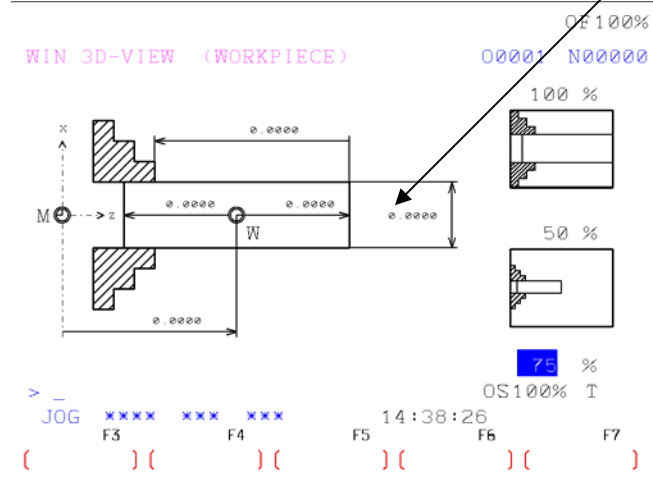 OF100%
WIN 3D-VIEW (WORKPIECE) O0001 N00000
100 %
x
0.0000
0.0000 0.0000 0.0000
M z
W
50 %
0.0000
75 %
> _ OS100% T
JOG **** *** *** 14:38:26
F3 F4 F5 F6 F7
( ) ( ) ( ) ( ) ( )